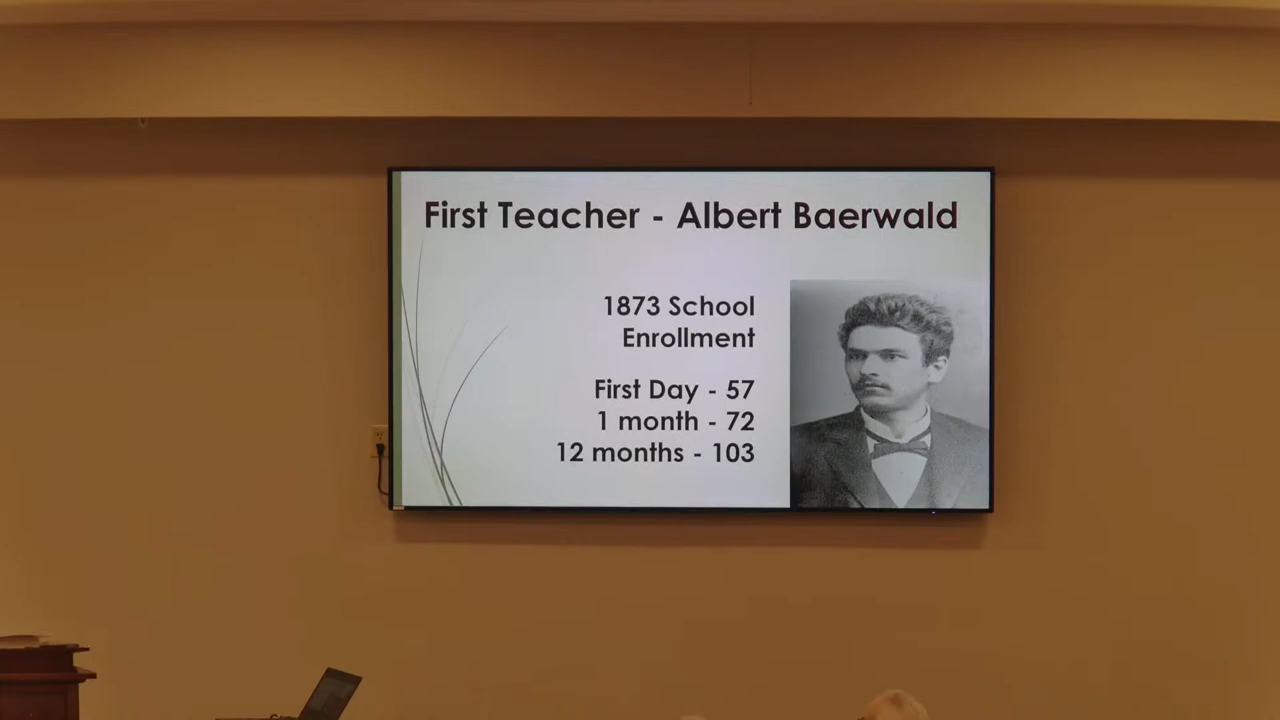 First Teacher - Albert Baerwald
1873 School
Enrollment
First Day - 57
1 month - 72
12 months - 103